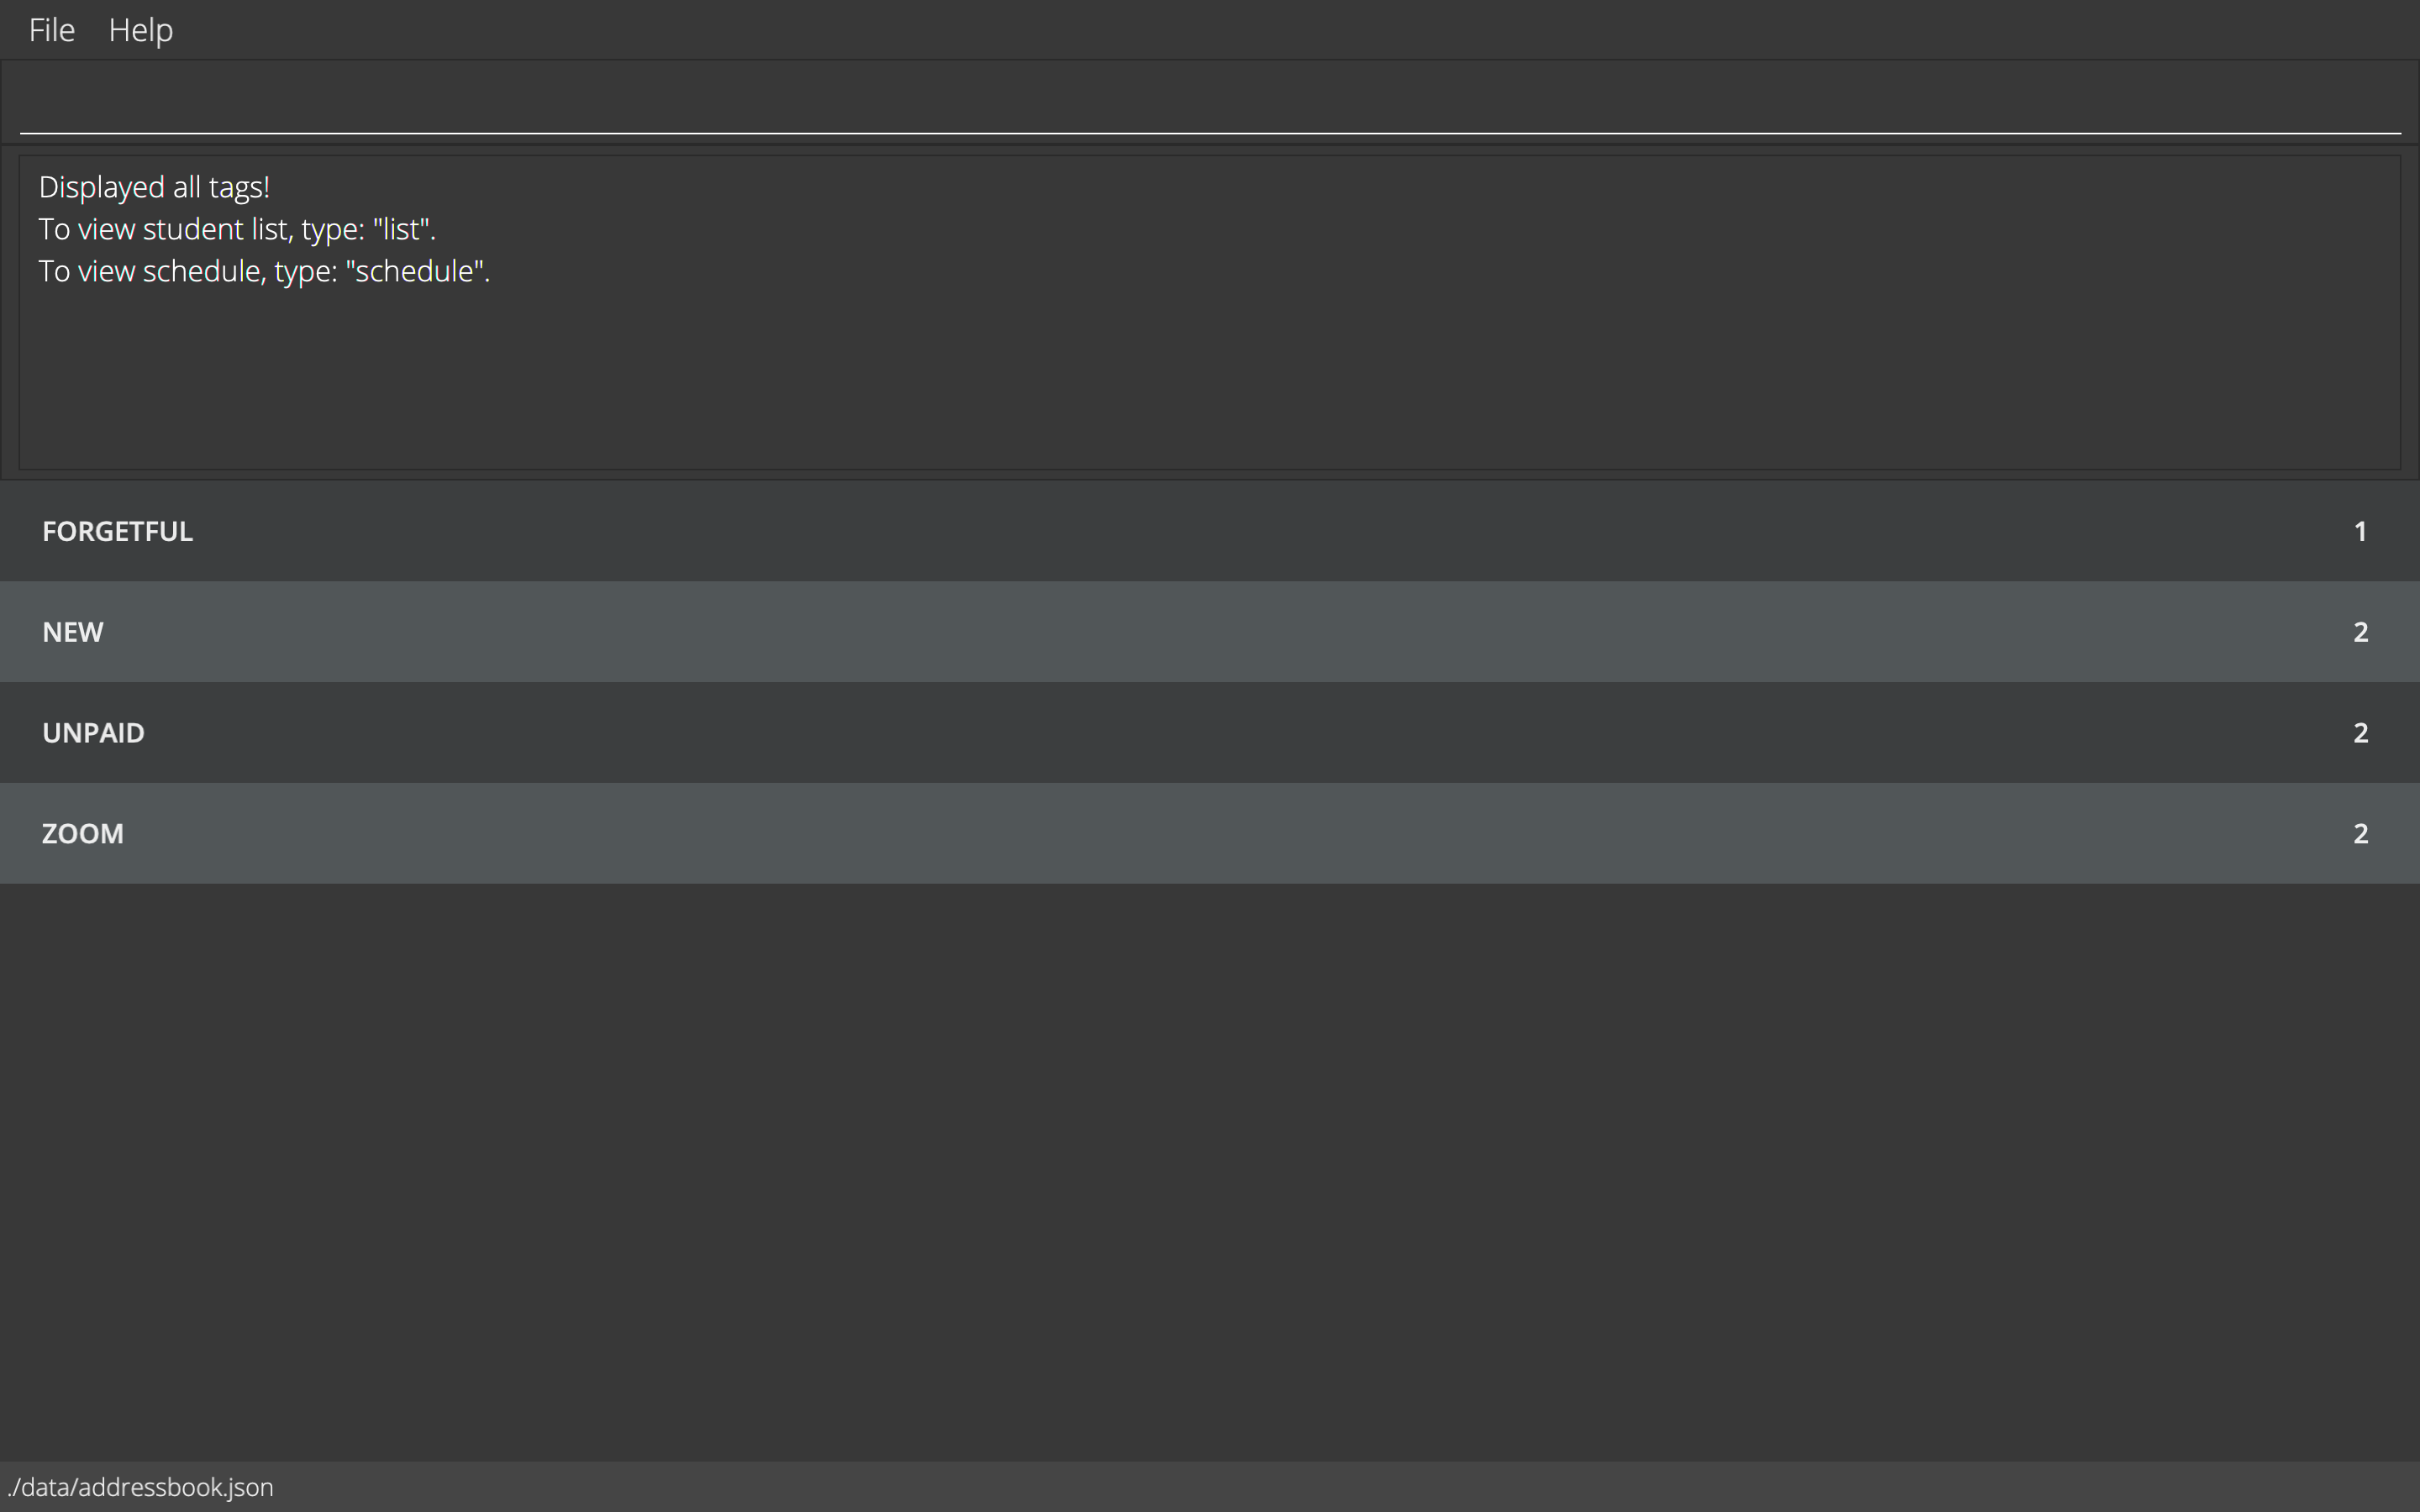 File Help
Displayed all tags!
To view student list, type: "list".
To view schedule, type: "schedule".
FORGETFUL 1
NEW 2
UNPAID 2
ZOOM 2
./data/addressbook.json